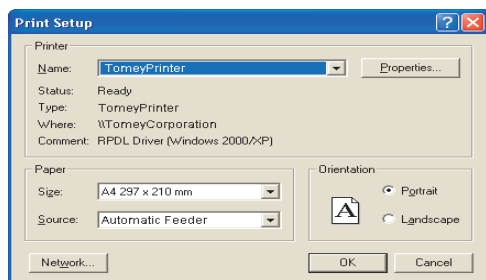 Print Setup
Printer
Name: TomeyPrinter Properties...
Status: Ready
Type: TomeyPrinter
Where: \\TomeyCorporation
Comment: RPDL Driver (Windows 2000/XP)
Paper
Size: A4 297 x 210 mm
Source: Automatic Feeder
Orientation
A
Portrait
Landscape
Network... OK Cancel